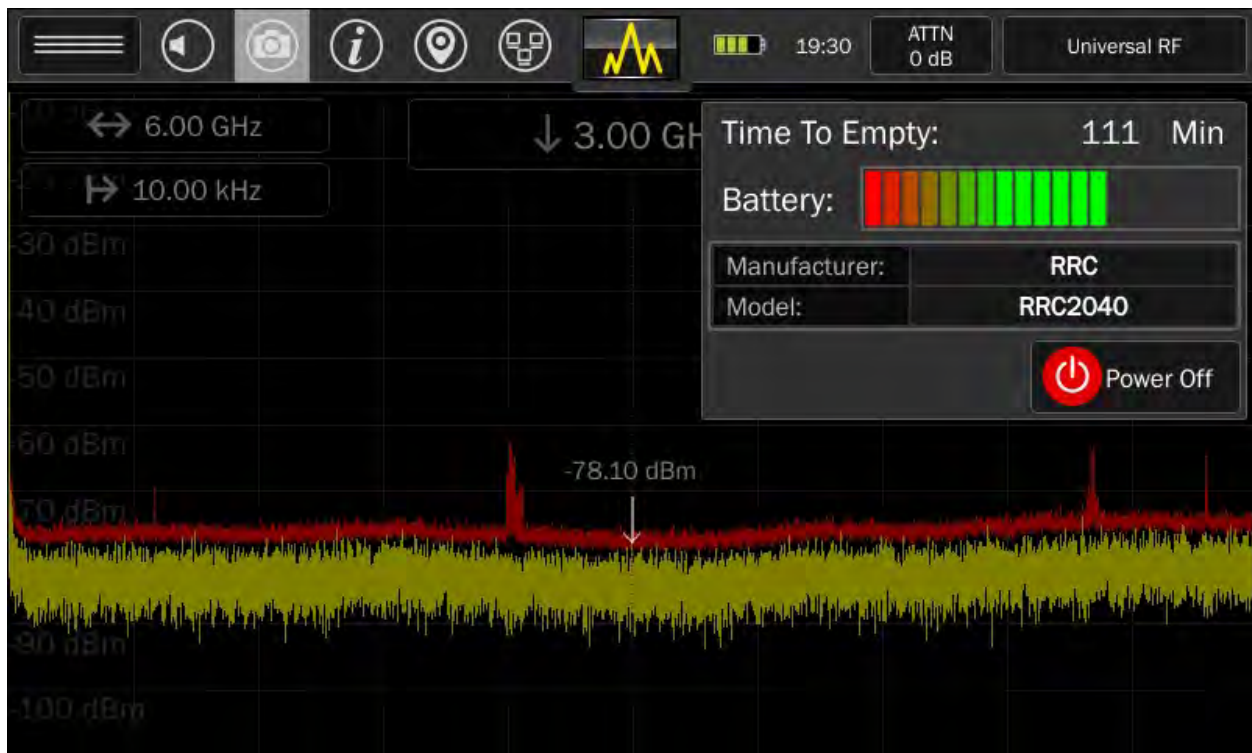 19:30
ATTN
0 dB
Universal RF
6.00 GHz
3.00 GH
10.00 kHz
Time To Empty: 111 Min
Battery:
Manufacturer: RRC
Model: RRC2040
Power Off
-30 dBm
-40 dBm
-50 dBm
-60 dBm
-78.10 dBm
-70 dBm
-90 dBm
-100 dBm